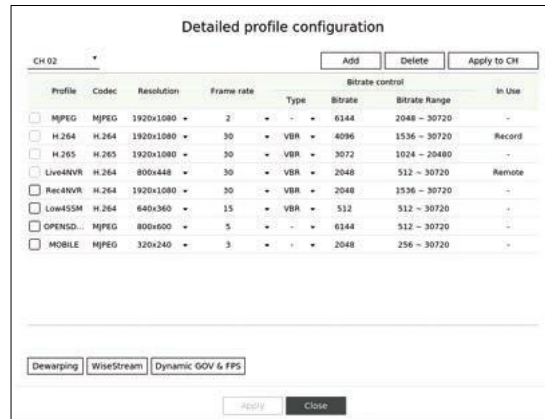 Detailed profile configuration
CH 02 Add Delete Apply to CH
Profile Codec Resolution Frame rate Bitrate control In Use
Type Bitrate Bitrate Range
MJPEG MJPEG 1920x1080 2 - 6144 2048 ~ 30720 -
H.264 H.264 1920x1080 30 VBR 4096 1536 ~ 30720 Record
H.265 H.265 1920x1080 30 VBR 3072 1024 ~ 20480 -
Live4NVR H.264 800x448 30 VBR 2048 512 ~ 30720 Remote
Rec4NVR H.264 1920x1080 30 VBR 2048 1536 ~ 30720 -
Low4SSM H.264 640x360 15 VBR 512 512 ~ 30720 -
OPENSD... MJPEG 800x600 5 - 6144 512 ~ 30720 -
MOBILE MJPEG 320x240 3 - 2048 256 ~ 30720 -
Dewarping WiseStream Dynamic GOV & FPS
Apply Close